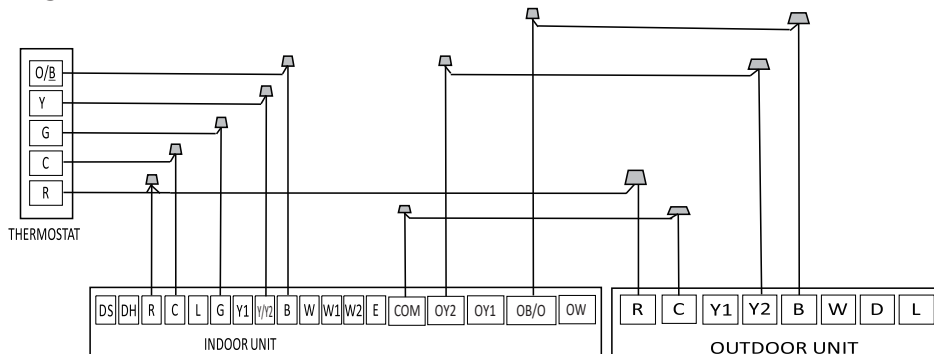 O/B
Y
G
C
R
THERMOSTAT
DS DH R C L G Y1 Y/Y2 B W W1 W2 E COM OY2 OY1 OB/O OW
INDOOR UNIT
R C Y1 Y2 B W D L
OUTDOOR UNIT